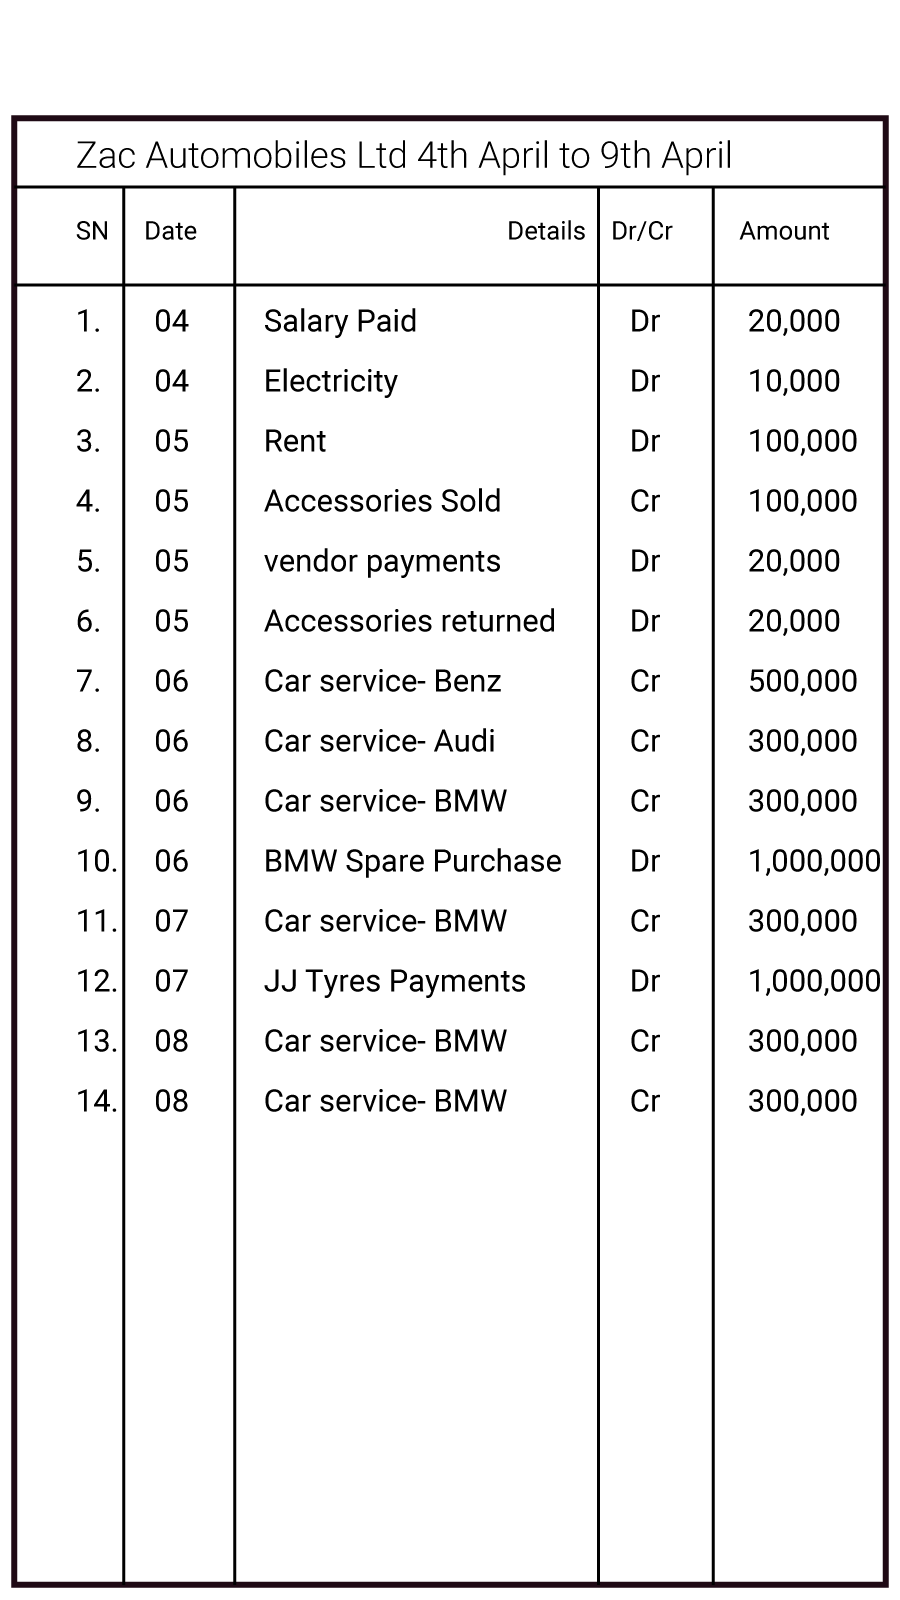 Zac Automobiles Ltd 4th April to 9th April
SN Date Details Dr/Cr Amount
1. 04 Salary Paid Dr 20,000
2. 04 Electricity Dr 10,000
3. 05 Rent Dr 100,000
4. 05 Accessories Sold Cr 100,000
5. 05 vendor payments Dr 20,000
6. 05 Accessories returned Dr 20,000
7. 06 Car service- Benz Cr 500,000
8. 06 Car service- Audi Cr 300,000
9. 06 Car service- BMW Cr 300,000
10. 06 BMW Spare Purchase Dr 1,000,000
11. 07 Car service- BMW Cr 300,000
12. 07 JJ Tyres Payments Dr 1,000,000
13. 08 Car service- BMW Cr 300,000
14. 08 Car service- BMW Cr 300,000